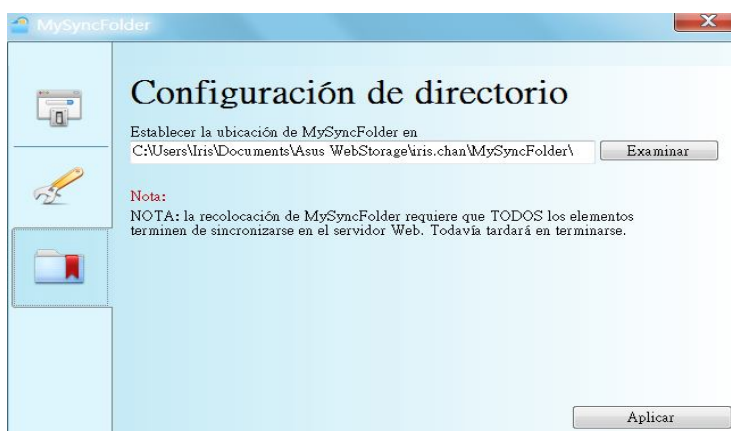 MySyncFolder
Configuración de directorio
Establecer la ubicación de MySyncFolder en
C:\Users\Iris\Documents\Asus WebStorage\iris.chan\MySyncFolder\ Examinar
Nota:
NOTA: la recolocación de MySyncFolder requiere que TODOS los elementos
terminen de sincronizarse en el servidor Web. Todavía tardará en terminarse.
Aplicar